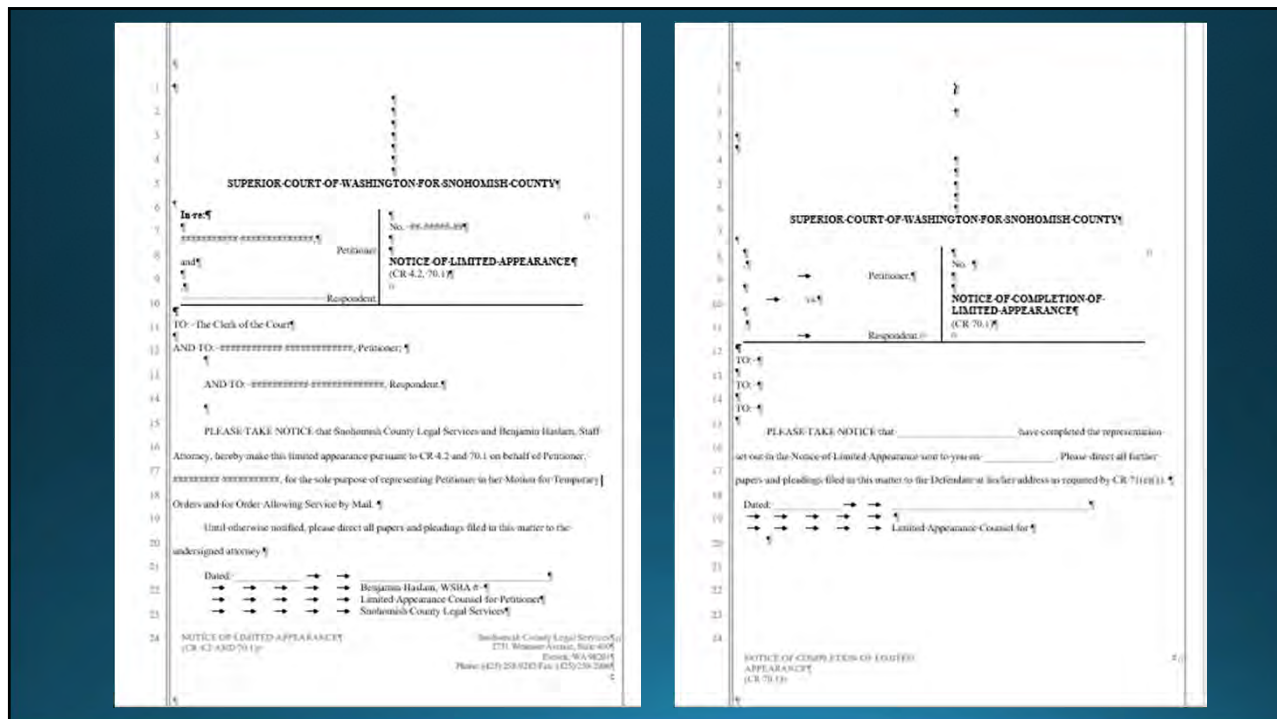 SUPERIOR COURT OF WASHINGTON FOR SNOHOMISH COUNTY
In re:
No. ##-#####-##
########### ##############,
Petitioner
and
NOTICE OF LIMITED APPEARANCE
(CR 4.2, 70.1)
Respondent.
TO: The Clerk of the Court
AND TO: ############ #############, Petitioner;
AND TO: ########### ##############, Respondent.
PLEASE TAKE NOTICE that Snohomish County Legal Services and Benjamin Haslam, Staff
Attorney, hereby make this limited appearance pursuant to CR 4.2 and 70.1 on behalf of Petitioner,
######### ###########, for the sole purpose of representing Petitioner in her Motion for Temporary
Orders and for Order Allowing Service by Mail.
Until otherwise notified, please direct all papers and pleadings filed in this matter to the
undersigned attorney
Dated:
Benjamin Haslam, WSBA #
Limited Appearance Counsel for Petitioner
Snohomish County Legal Services
NOTICE OF LIMITED APPEARANCE
(CR 4.2 AND 70.1)
Snohomish County Legal Services
Everett, WA 98201
SUPERIOR COURT OF WASHINGTON FOR SNOHOMISH COUNTY
No.
Petitioner,
vs.
NOTICE OF COMPLETION OF
LIMITED APPEARANCE
(CR 70.1)
Respondent.
TO:
TO:
TO:
PLEASE TAKE NOTICE that ____________________ have completed the representation
set out in the Notice of Limited Appearance sent to you on ____________. Please direct all further
papers and pleadings filed in this matter to the Defendant at his/her address as required by CR
Dated:
Limited Appearance Counsel for
NOTICE OF COMPLETION OF LIMITED
APPEARANCE
(CR 70.1)